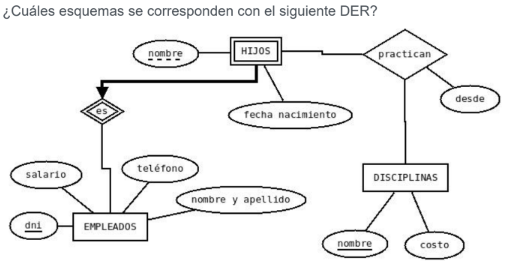 ¿Cuáles esquemas se corresponden con el siguiente DER?
nombre
HIJOS
practican
es
fecha nacimiento
desde
salario
teléfono
nombre y apellido
DISCIPLINAS
dni
EMPLEADOS
nombre
costo